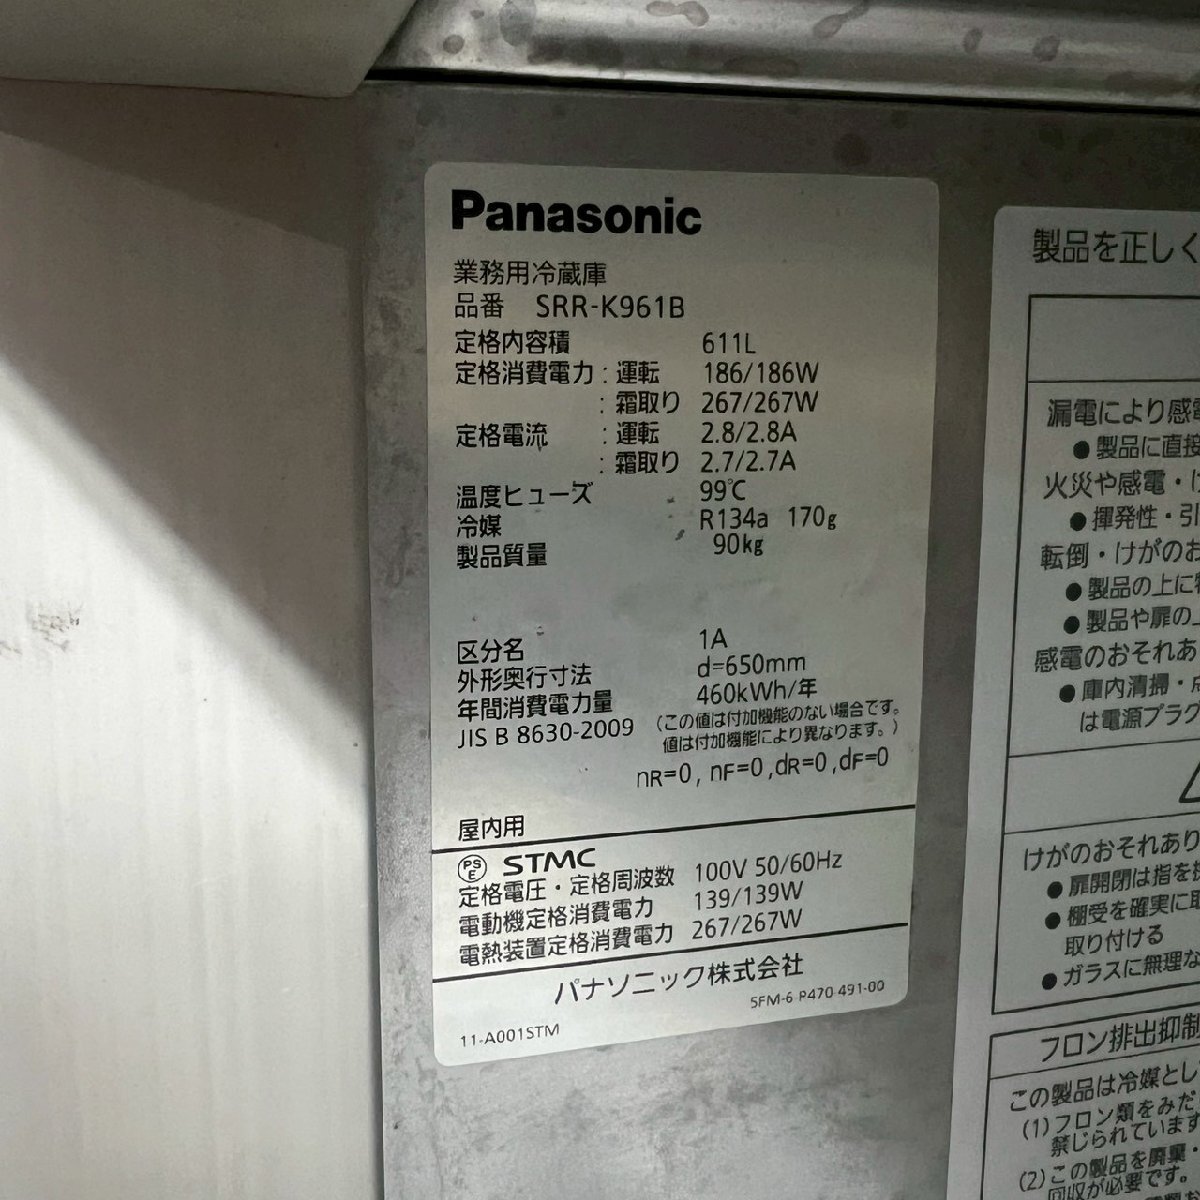 Panasonic
業務用冷蔵庫
品番 SRR-K961B
定格内容積 611L
定格消費電力 : 運転 186/186W
: 霜取り 267/267W
定格電流 : 運転 2.8/2.8A
: 霜取り 2.7/2.7A
温度ヒューズ 99℃
冷媒 R134a 170g
製品質量 90kg
区分名 1A
外形奥行寸法 d=650mm
年間消費電力量 460kWh/年
JIS B 8630-2009 (この値は付加機能のない場合です。
値は付加機能により異なります。)
nR=0, nF=0,dR=0,dF=0
屋内用
PS
E STMC
定格電圧・定格周波数 100V 50/60Hz
電動機定格消費電力 139/139W
電熱装置定格消費電力 267/267W
パナソニック株式会社
11-A001STM 5FM-6-P470-491-00
製品を正しく
漏電により感電
●製品に直接
火災や感電・け
●揮発性・引
転倒・けがのお
●製品の上に
●製品や扉の上
感電のおそれあ
●庫内清掃・点
は電源プラグ
けがのおそれあり
●扉開閉は指を
●棚受を確実に取
取り付ける
●ガラスに無理な
フロン排出抑制
この製品は冷媒とし
(1)フロン類をみだ
禁じられています
(2)この製品を廃棄・
回収が必要です。